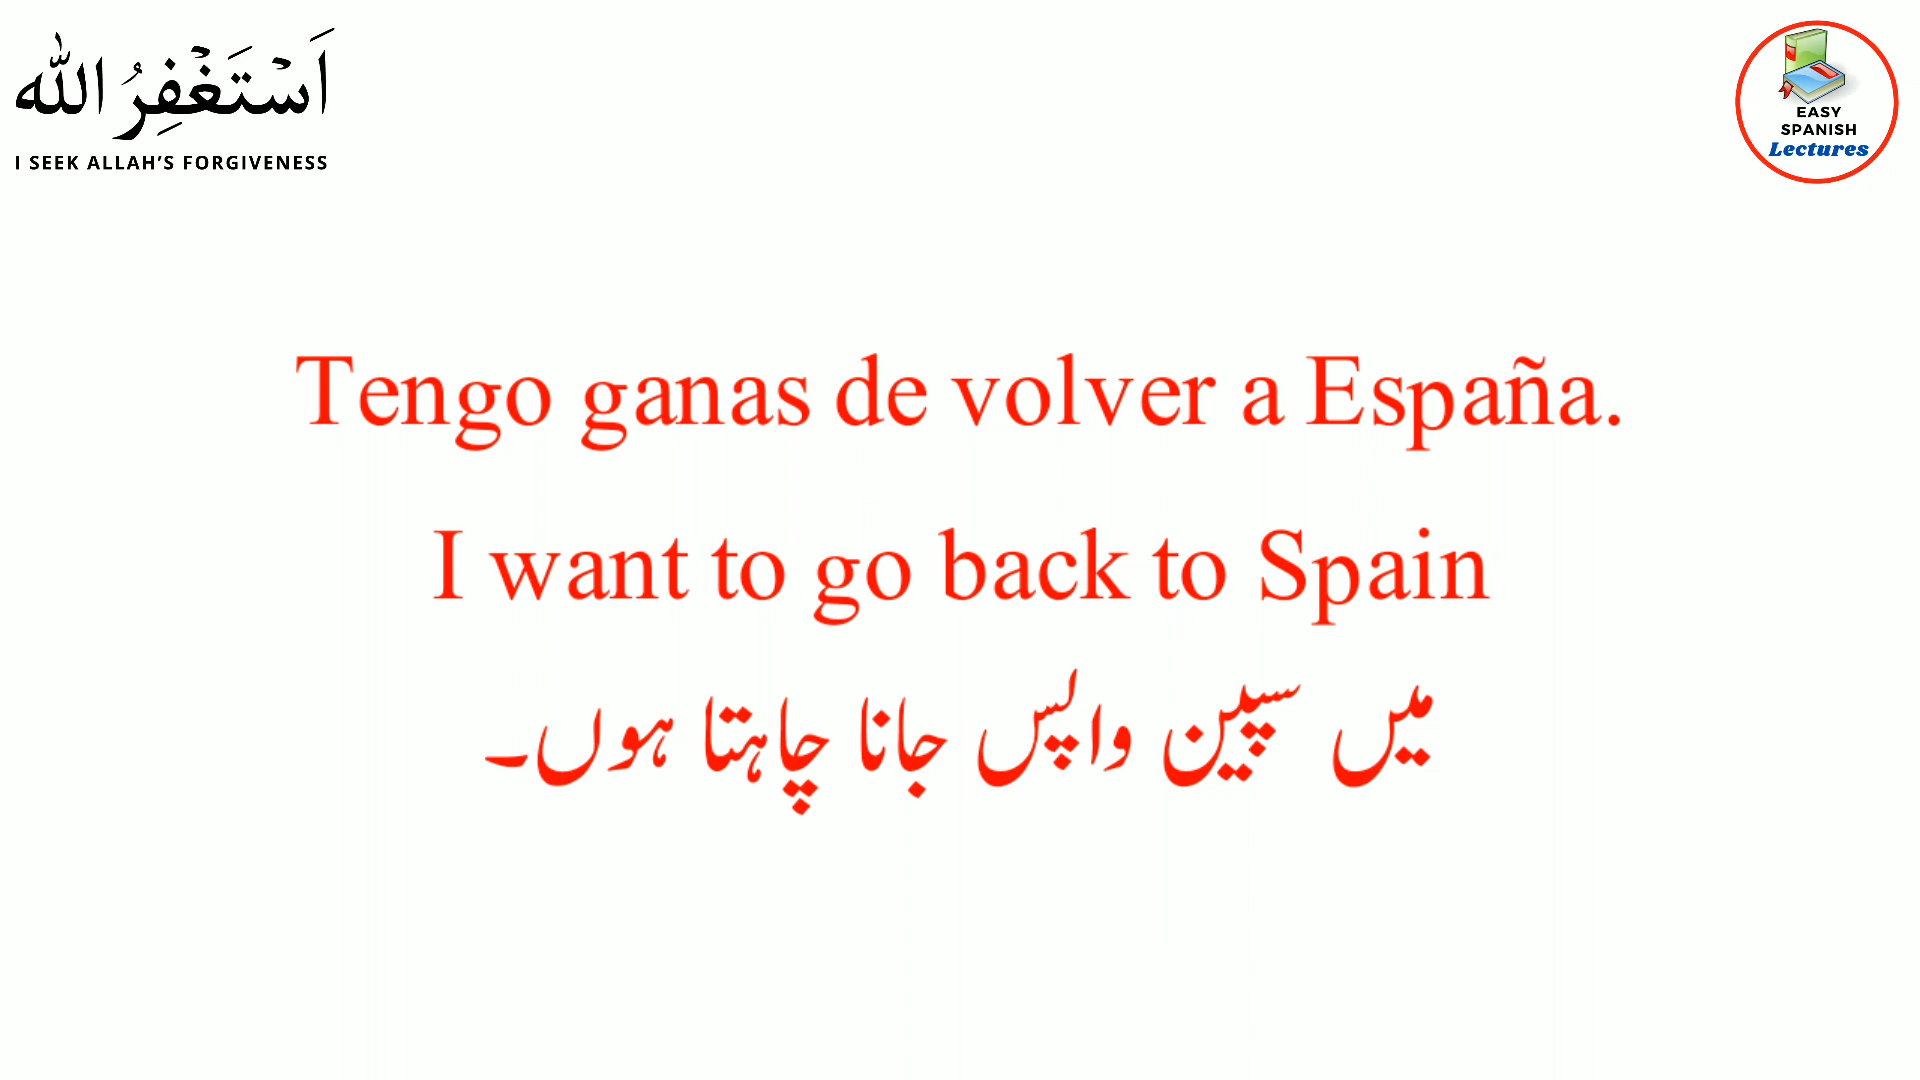 اَسْتَغْفِرُ الله
I SEEK ALLAH'S FORGIVENESS
EASY
SPANISH
Lectures
Tengo ganas de volver a España.
I want to go back to Spain
میں سپین واپس جانا چاہتا ہوں۔